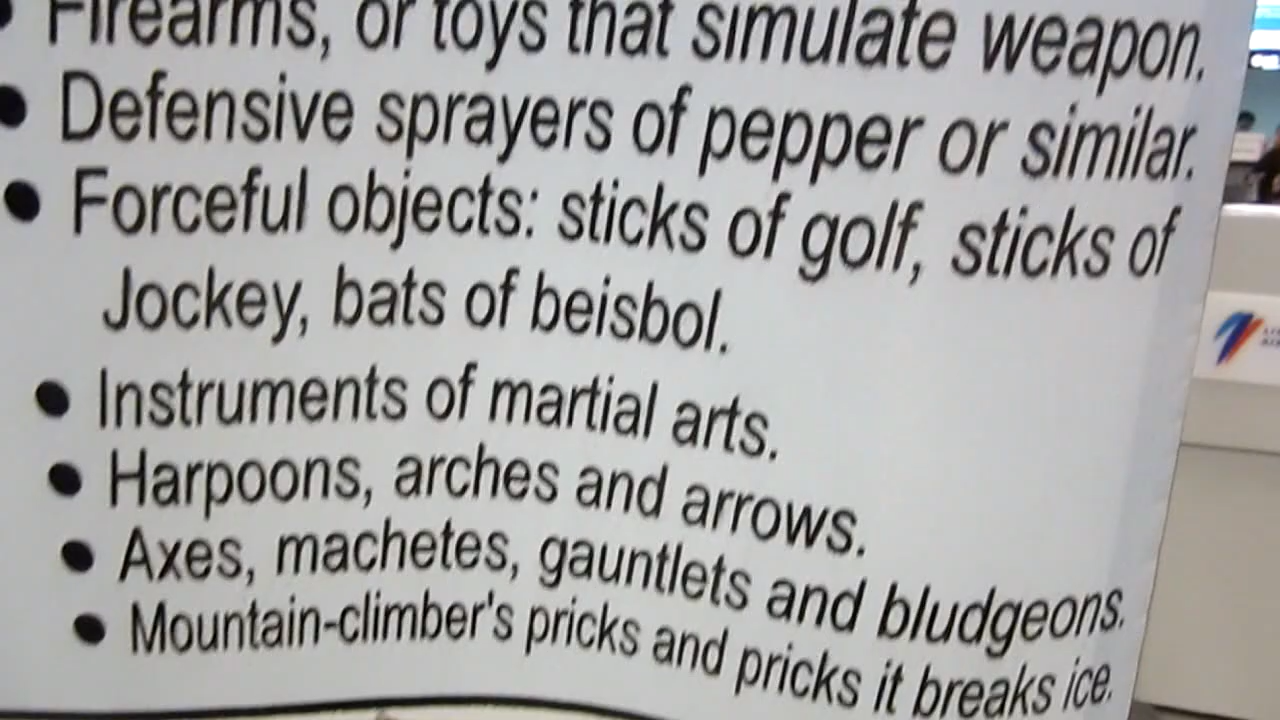 Firearms, or toys that simulate weapon.
Defensive sprayers of pepper or similar.
Forceful objects: sticks of golf, sticks of
Jockey, bats of beisbol.
Instruments of martial arts.
Harpoons, arches and arrows.
Axes, machetes, gauntlets and bludgeons.
Mountain-climber's pricks and pricks it breaks ice.